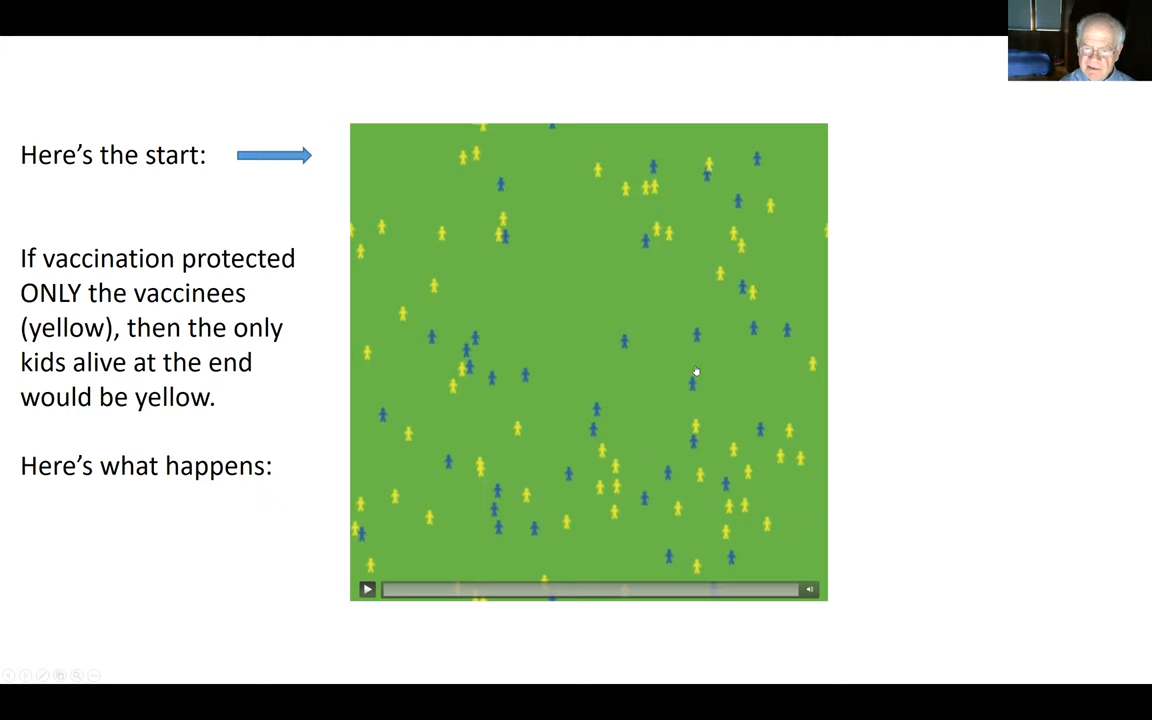 Here’s the start:
If vaccination protected
ONLY the vaccinees
(yellow), then the only
kids alive at the end
would be yellow.
Here’s what happens: